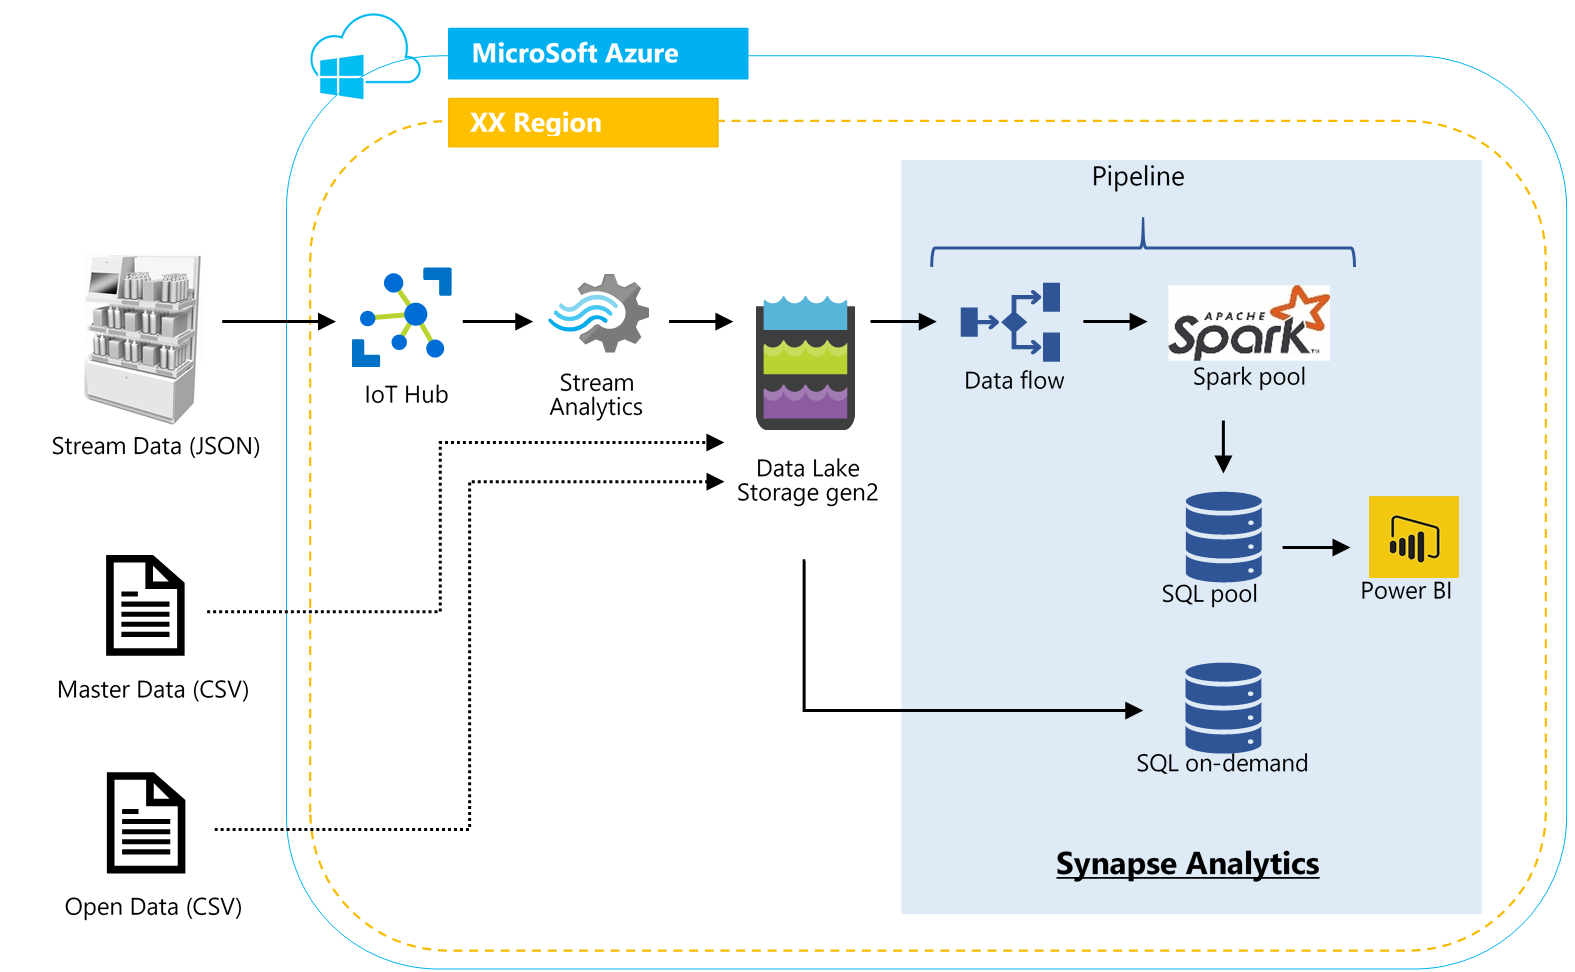 MicroSoft Azure
XX Region
Pipeline
APACHE
Spark
TM
IoT Hub
Stream
Analytics
Data flow
Spark pool
Stream Data (JSON)
Data Lake
Storage gen2
SQL pool
Power BI
Master Data (CSV)
SQL on-demand
Synapse Analytics
Open Data (CSV)